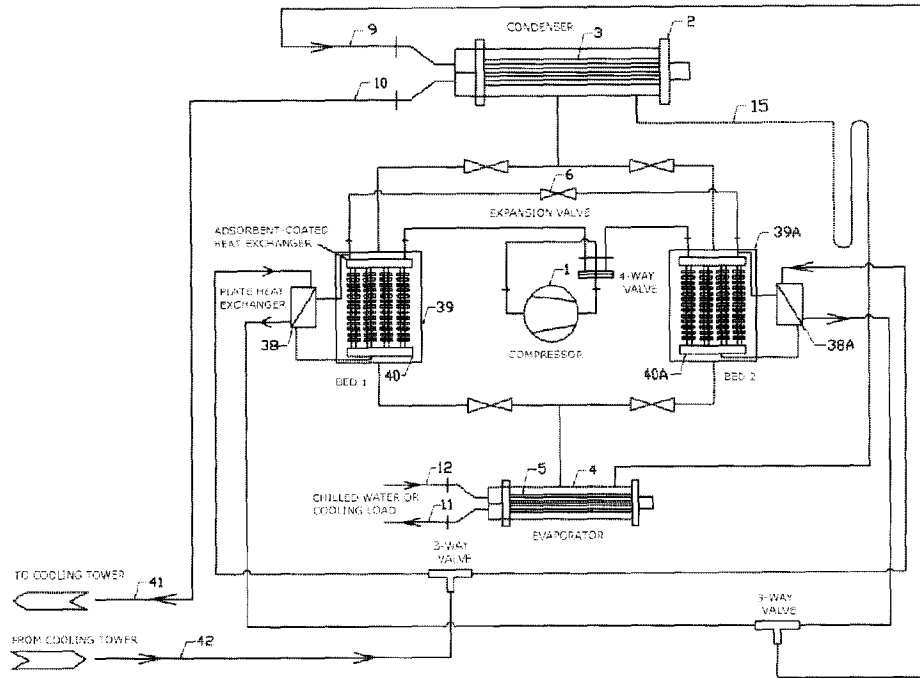 CONDENSER
2
3
9
10
15
6
EXPANSION VALVE
ADSORBENT-COATED
HEAT EXCHANGER
39A
1
4-WAY
VALVE
PLATE HEAT
EXCHANGER
39
38
38A
COMPRESSOR
40
40A
BED 1
BED 2
12
5
4
CHILLED WATER OR
COOLING LOAD
11
EVAPORATOR
3-WAY
VALVE
TO COOLING TOWER
41
3-WAY
VALVE
FROM COOLING TOWER
42